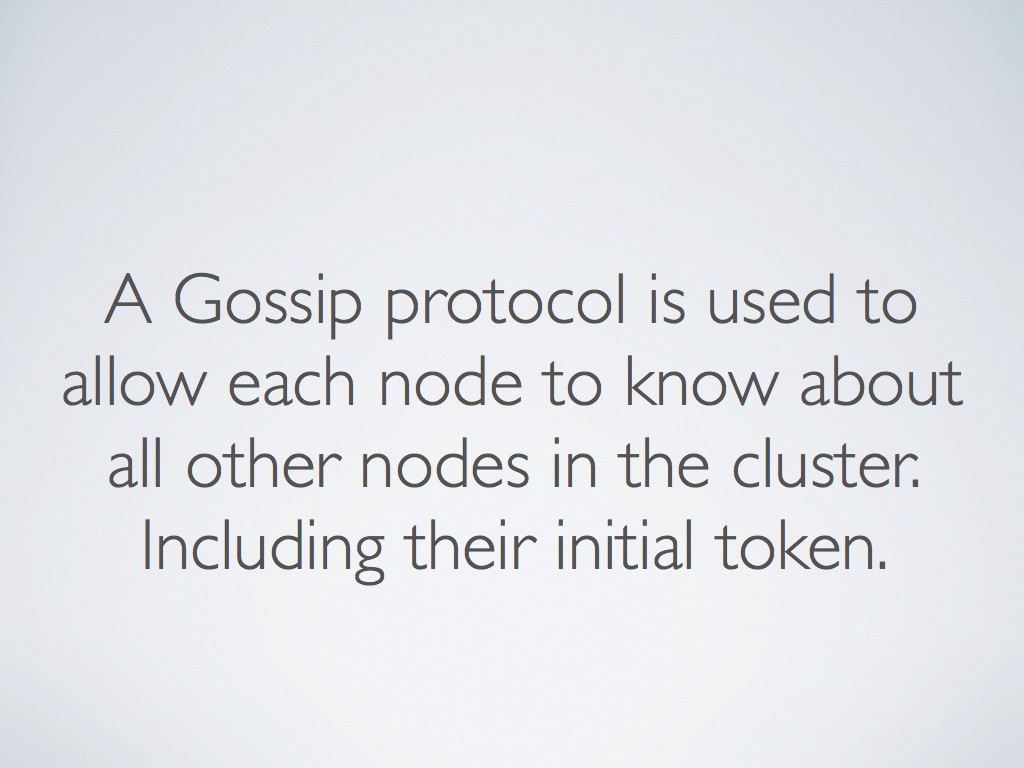 A Gossip protocol is used to
allow each node to know about
all other nodes in the cluster.
Including their initial token.